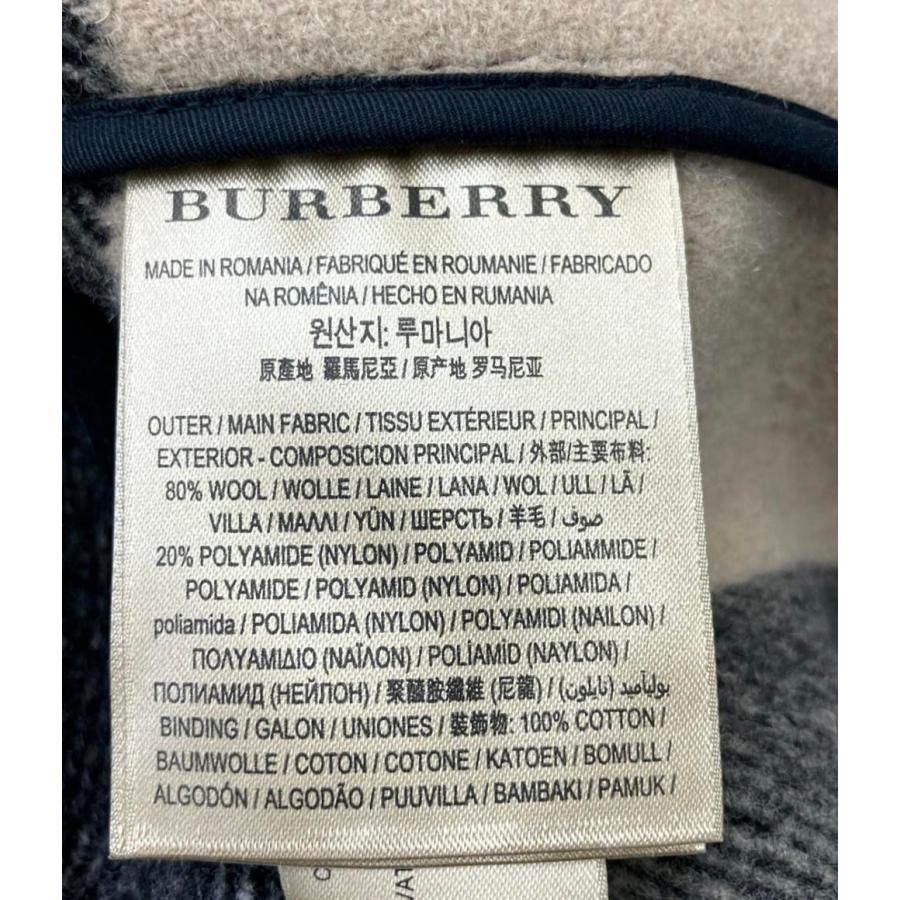 BURBERRY
MADE IN ROMANIA / FABRIQUÉ EN ROUMANIE / FABRICADO
NA ROMÊNIA / HECHO EN RUMANIA
원산지: 루마니아
原產地 羅馬尼亞 / 原产地 罗马尼亚
OUTER / MAIN FABRIC / TISSU EXTÉRIEUR / PRINCIPAL /
EXTERIOR - COMPOSICION PRINCIPAL / 外部/主要布料:
80% WOOL / WOLLE / LAINE / LANA / WOL / ULL / LÃ /
VILLA / ΜΑΛΛΙ / YÜN / ШЕРСТЬ / 羊毛 / صوف /
20% POLYAMIDE (NYLON) / POLYAMID / POLIAMMIDE /
POLYAMIDE / POLYAMID (NYLON) / POLIAMIDA /
poliamida / POLIAMIDA (NYLON) / POLYAMIDI (NAILON) /
ΠΟΛΥΑΜΙΔΙΟ (ΝΑΪΛΟΝ) / POLİAMİD (NAYLON) /
ПОЛИАМИД (НЕЙЛОН) / 聚醯胺纖維 (尼龍) / بولياميد (نايلون) /
BINDING / GALON / UNIONES / 裝飾物: 100% COTTON /
BAUMWOLLE / COTON / COTONE / KATOEN / BOMULL /
ALGODÓN / ALGODÃO / PUUVILLA / BAMBAKI / PAMUK /